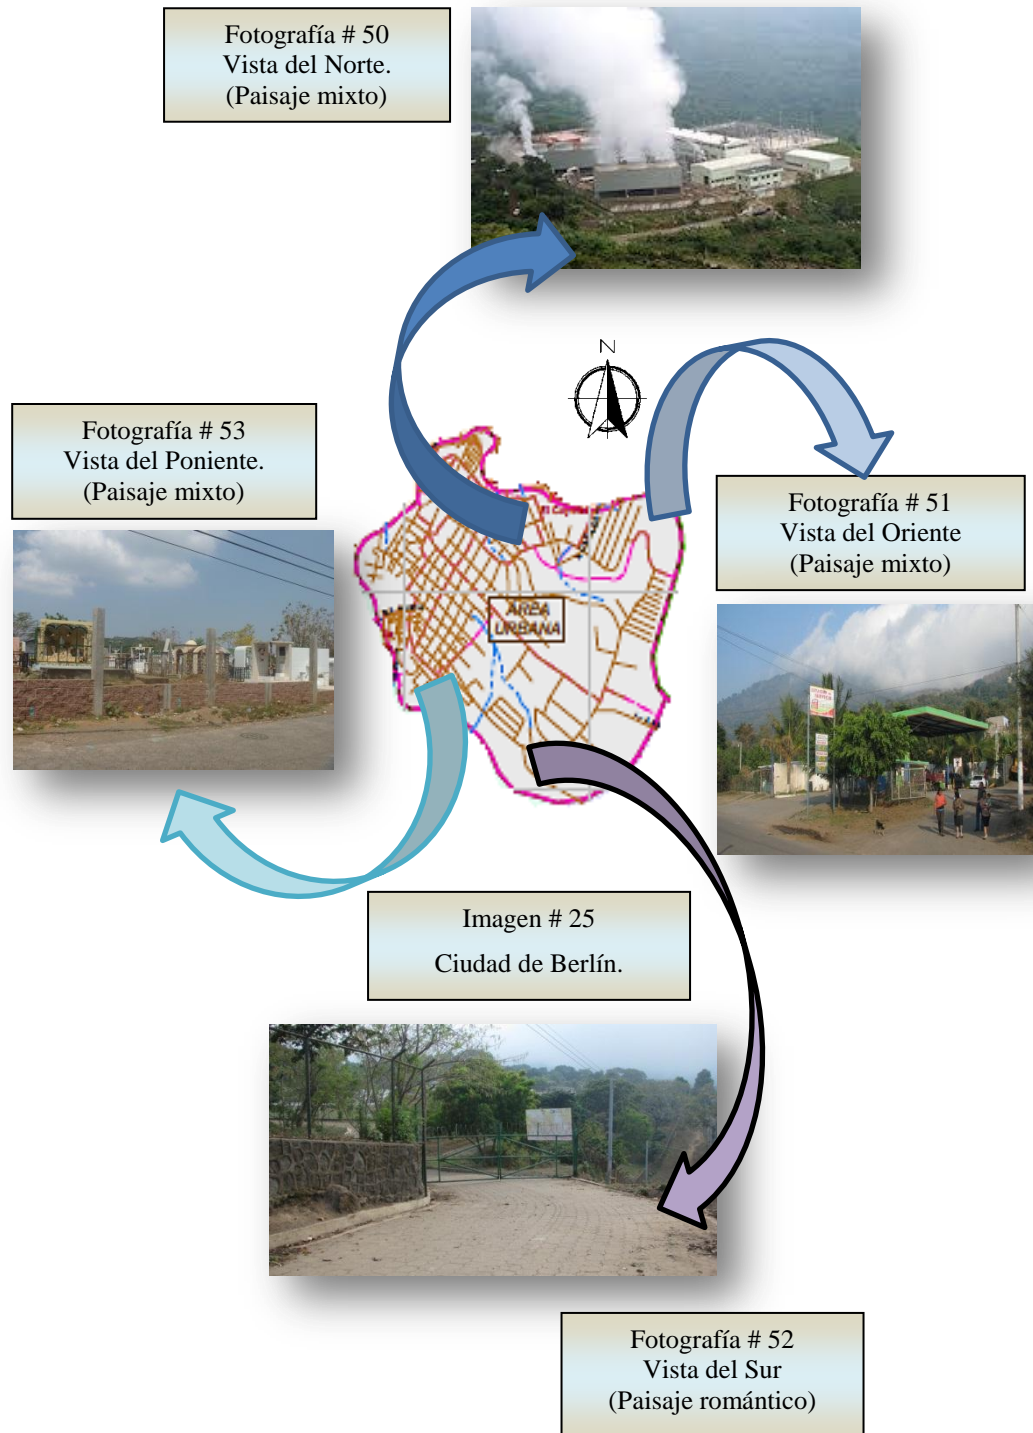 Fotografía # 50
Vista del Norte.
(Paisaje mixto)
N
Fotografía # 53
Vista del Poniente.
(Paisaje mixto)
Fotografía # 51
Vista del Oriente
(Paisaje mixto)
AREA
URBANA
Imagen # 25
Ciudad de Berlín.
Fotografía # 52
Vista del Sur
(Paisaje romántico)